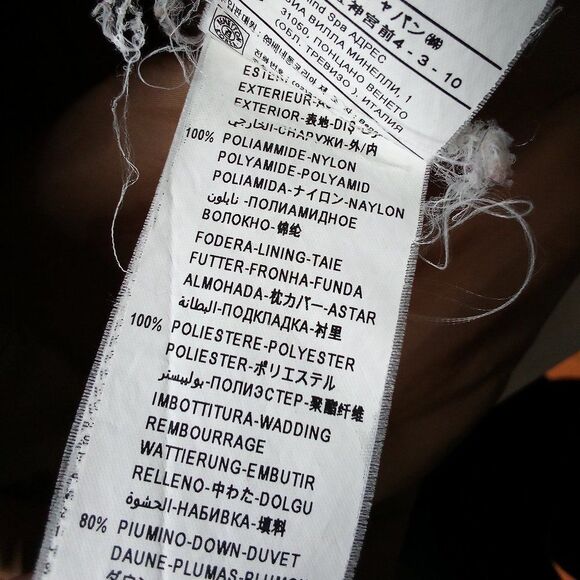 ャパン㈱
神宮前4-3-10
Spa АДРЕС
ВИЛЛА МИНЕЛЛИ, 1
31050, ПОНЦАНО ВЕНЕТО
(ОБЛ. ТРЕВИЗО), ИТАЛИЯ
EXTERIEUR
EXTERIOR-表地-DIS
الخارجي-СНАРУЖИ-外/内
100% POLIAMMIDE-NYLON
POLYAMIDE-POLYAMID
POLIAMIDA-ナイロン-NAYLON
نايلون-ПОЛИАМИДНОЕ
ВОЛОКНО-锦纶
FODERA-LINING-TAIE
FUTTER-FRONHA-FUNDA
ALMOHADA-枕カバー-ASTAR
البطانة-ПОДКЛАДКА-衬里
100% POLIESTERE-POLYESTER
POLIESTER-ポリエステル
بوليستر-ПОЛИЭСТЕР-聚酯纤维
IMBOTTITURA-WADDING
REMBOURRAGE
WATTIERUNG-EMBUTIR
RELLENO-中わた-DOLGU
الحشوة-НАБИВКА-填料
80% PIUMINO-DOWN-DUVET
DAUNE-PLUMAS-PLUMON